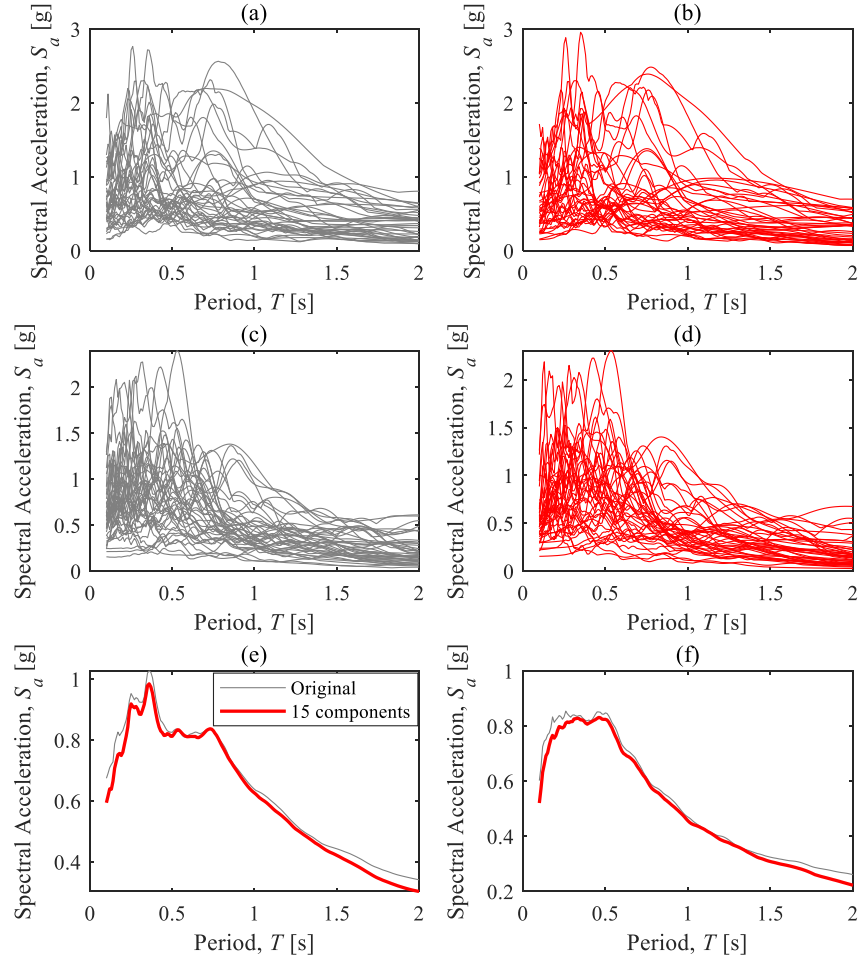 (a)
Spectral Acceleration, S_a [g]
3
2
1
0
0 0.5 1 1.5 2
Period, T [s]
(b)
Spectral Acceleration, S_a [g]
3
2
1
0
0 0.5 1 1.5 2
Period, T [s]
(c)
Spectral Acceleration, S_a [g]
2
1.5
1
0.5
0
0 0.5 1 1.5 2
Period, T [s]
(d)
Spectral Acceleration, S_a [g]
2
1.5
1
0.5
0
0 0.5 1 1.5 2
Period, T [s]
(e)
Spectral Acceleration, S_a [g]
1
0.8
0.6
0.4
Original
15 components
0 0.5 1 1.5 2
Period, T [s]
(f)
Spectral Acceleration, S_a [g]
1
0.8
0.6
0.4
0.2
0 0.5 1 1.5 2
Period, T [s]